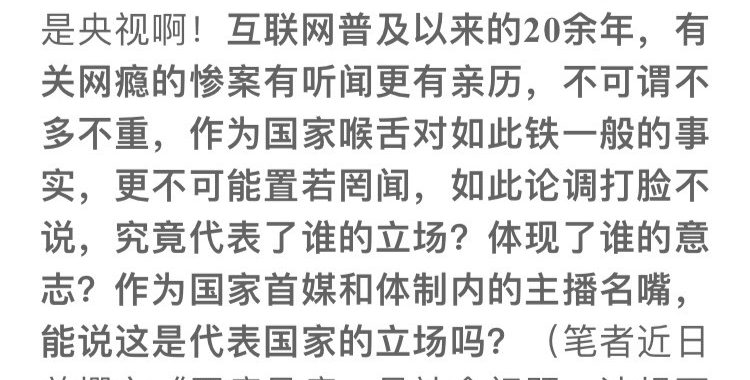 是央视啊！互联网普及以来的20余年，有
关网瘾的惨案有听闻更有亲历，不可谓不
多不重，作为国家喉舌对如此铁一般的事
实，更不可能置若罔闻，如此论调打脸不
说，究竟代表了谁的立场？体现了谁的意
志？作为国家首媒和体制内的主播名嘴，
能说这是代表国家的立场吗？（笔者近日